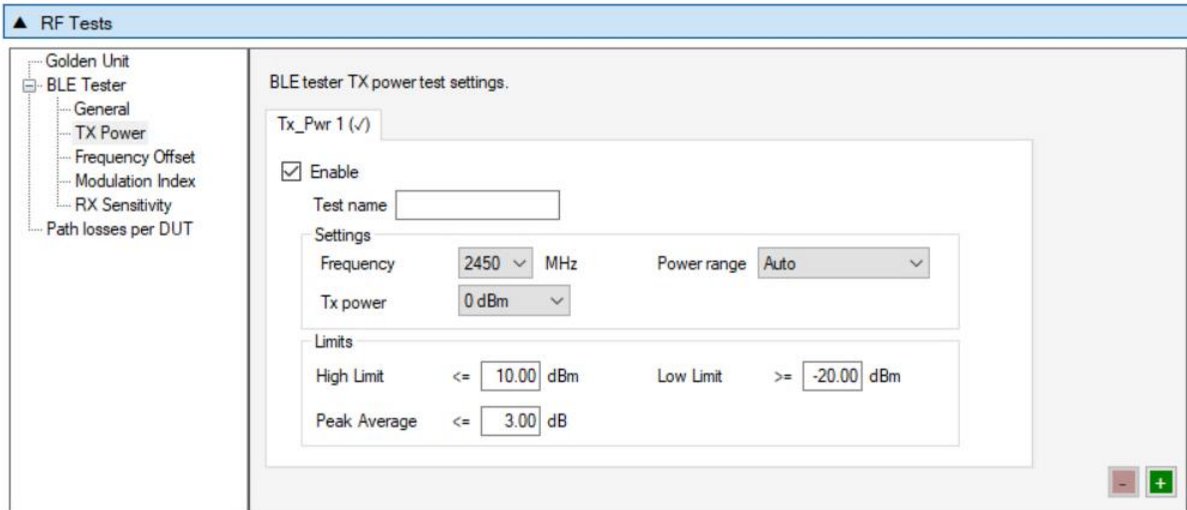 ▲ RF Tests
Golden Unit
BLE Tester
General
TX Power
Frequency Offset
Modulation Index
RX Sensitivity
Path losses per DUT
BLE tester TX power test settings.
Tx_Pwr 1 (✓)
Enable
Test name
Settings
Frequency 2450 MHz Power range Auto
Tx power 0 dBm
Limits
High Limit <= 10.00 dBm Low Limit >= -20.00 dBm
Peak Average <= 3.00 dB
- +